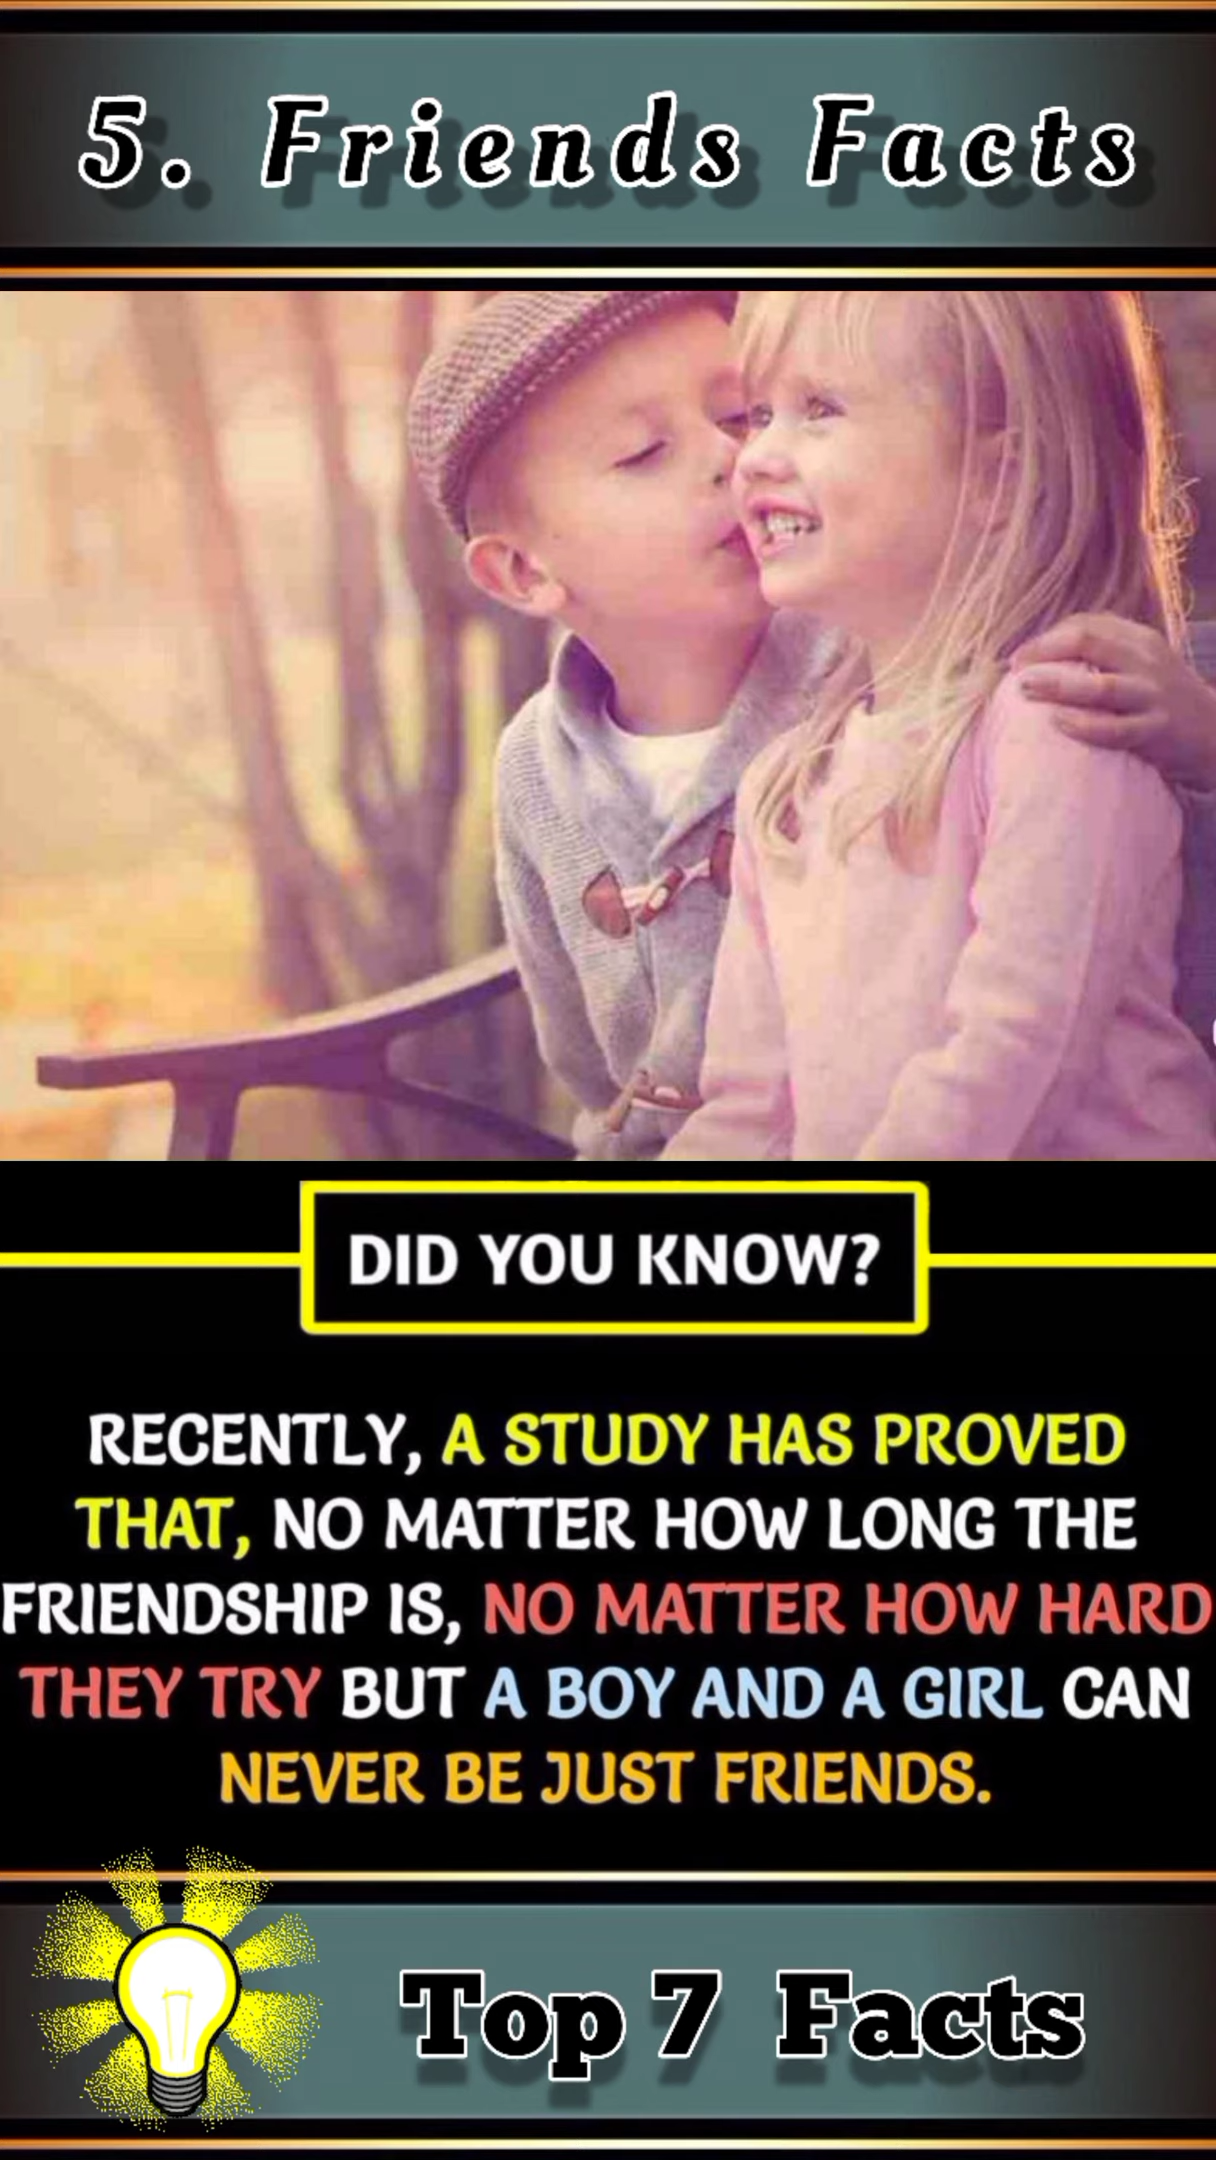 5. Friends Facts
DID YOU KNOW?
RECENTLY, A STUDY HAS PROVED
THAT, NO MATTER HOW LONG THE
FRIENDSHIP IS, NO MATTER HOW HARD
THEY TRY BUT A BOY AND A GIRL CAN
NEVER BE JUST FRIENDS.
Top 7 Facts